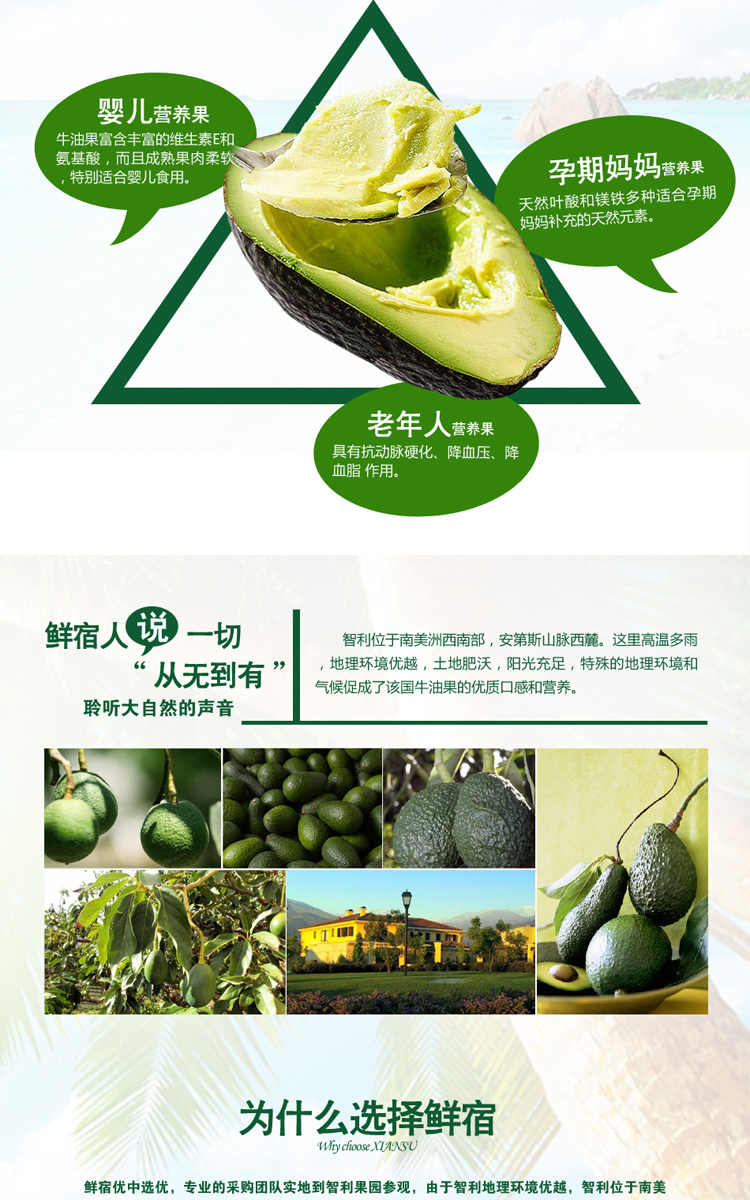 婴儿营养果
牛油果富含丰富的维生素E和
氨基酸，而且成熟果肉柔软
，特别适合婴儿食用。
孕期妈妈营养果
天然叶酸和镁铁多种适合孕期
妈妈补充的天然元素。
老年人营养果
具有抗动脉硬化、降血压、降
血脂 作用。
鲜宿人说一切
“从无到有”
聆听大自然的声音
智利位于南美洲西南部，安第斯山脉西麓。这里高温多雨
，地理环境优越，土地肥沃，阳光充足，特殊的地理环境和
气候促成了该国牛油果的优质口感和营养。
为什么选择鲜宿
Why choose XIANSU
鲜宿优中选优，专业的采购团队实地到智利果园参观，由于智利地理环境优越，智利位于南美